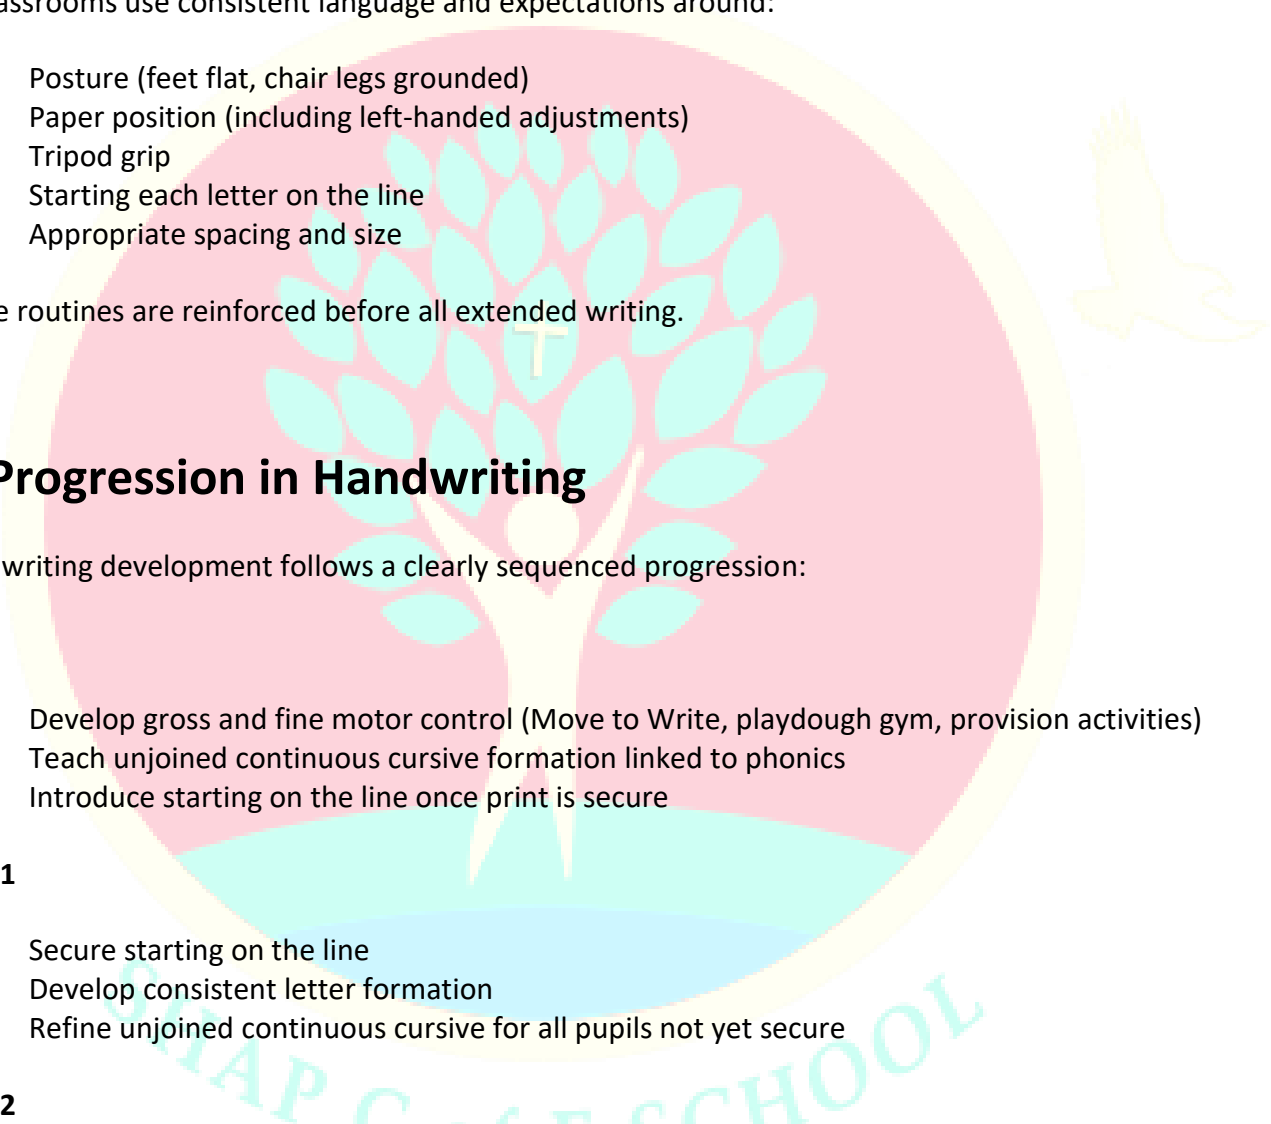 assrooms use consistent language and expectations around:
Posture (feet flat, chair legs grounded)
Paper position (including left-handed adjustments)
Tripod grip
Starting each letter on the line
Appropriate spacing and size
e routines are reinforced before all extended writing.
T
Progression in Handwriting
writing development follows a clearly sequenced progression:
Develop gross and fine motor control (Move to Write, playdough gym, provision activities)
Teach unjoined continuous cursive formation linked to phonics
Introduce starting on the line once print is secure
1
Secure starting on the line
Develop consistent letter formation
Refine unjoined continuous cursive for all pupils not yet secure
2
SHAP C of E SCHOOL